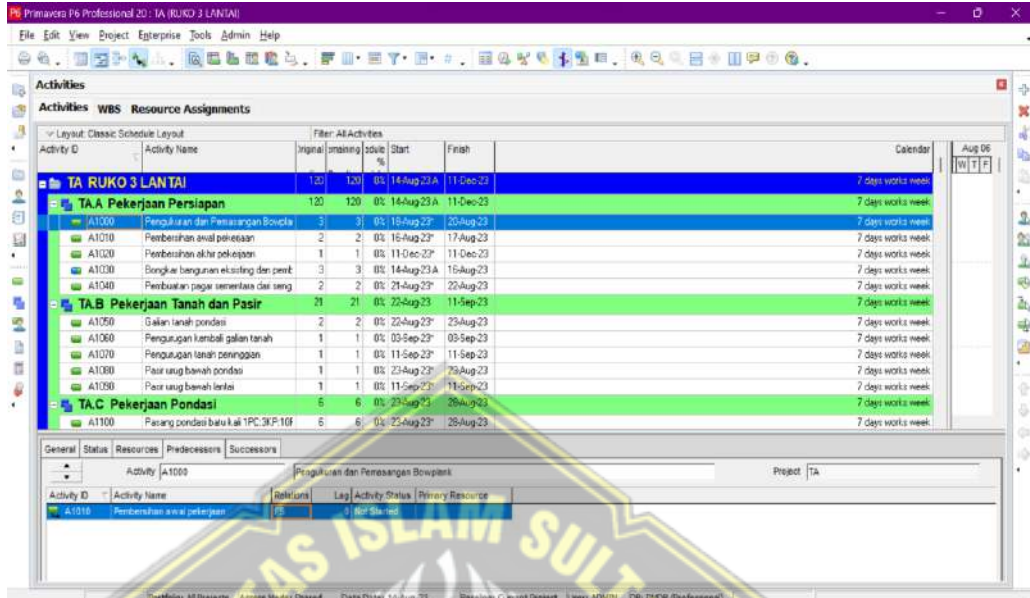 P6 Primavera P6 Professional 20 : TA (RUKO 3 LANTAI)
File Edit View Project Enterprise Tools Admin Help
Activities
Activities WBS Resource Assignments
Layout: Classic Schedule Layout Filter: All Activities
Activity ID Activity Name Original % Start Finish Calendar Aug 06
W T F
TA RUKO 3 LANTAI 120 120 0% 14-Aug-23 A 11-Dec-23 7 days works week
TA.A Pekerjaan Persiapan 120 120 0% 14-Aug-23 A 11-Dec-23 7 days works week
A1000 Pengukuran dan Pemasangan Bowpla 3 3 0% 18-Aug-23* 20-Aug-23 7 days works week
A1010 Pembersihan awal pekerjaan 2 2 0% 16-Aug-23* 17-Aug-23 7 days works week
A1020 Pembersihan akhir pekerjaan 1 1 0% 11-Dec-23* 11-Dec-23 7 days works week
A1030 Bongkar bangunan eksisting dan pemb 3 3 0% 14-Aug-23 A 16-Aug-23 7 days works week
A1040 Pembuatan pagar sementara dari seng 2 2 0% 21-Aug-23* 22-Aug-23 7 days works week
TA.B Pekerjaan Tanah dan Pasir 21 21 0% 22-Aug-23 11-Sep-23 7 days works week
A1050 Galian tanah pondasi 2 2 0% 22-Aug-23* 23-Aug-23 7 days works week
A1060 Pengurugan kembali galian tanah 1 1 0% 03-Sep-23* 03-Sep-23 7 days works week
A1070 Pengurugan tanah peninggian 1 1 0% 11-Sep-23* 11-Sep-23 7 days works week
A1080 Pasir urug bawah pondasi 1 1 0% 23-Aug-23* 23-Aug-23 7 days works week
A1090 Pasir urug bawah lantai 1 1 0% 11-Sep-23* 11-Sep-23 7 days works week
TA.C Pekerjaan Pondasi 6 6 0% 23-Aug-23 28-Aug-23 7 days works week
A1100 Pasang pondasi batu kali 1PC:3KP:10P 6 6 0% 23-Aug-23* 28-Aug-23 7 days works week
General Status Resources Predecessors Successors
Activity A1000 Pengukuran dan Pemasangan Bowplank Project TA
Activity ID Activity Name Relations Lag Activity Status Primary Resource
A1010 Pembersihan awal pekerjaan FS 0 Not Started
ISLAM SUL